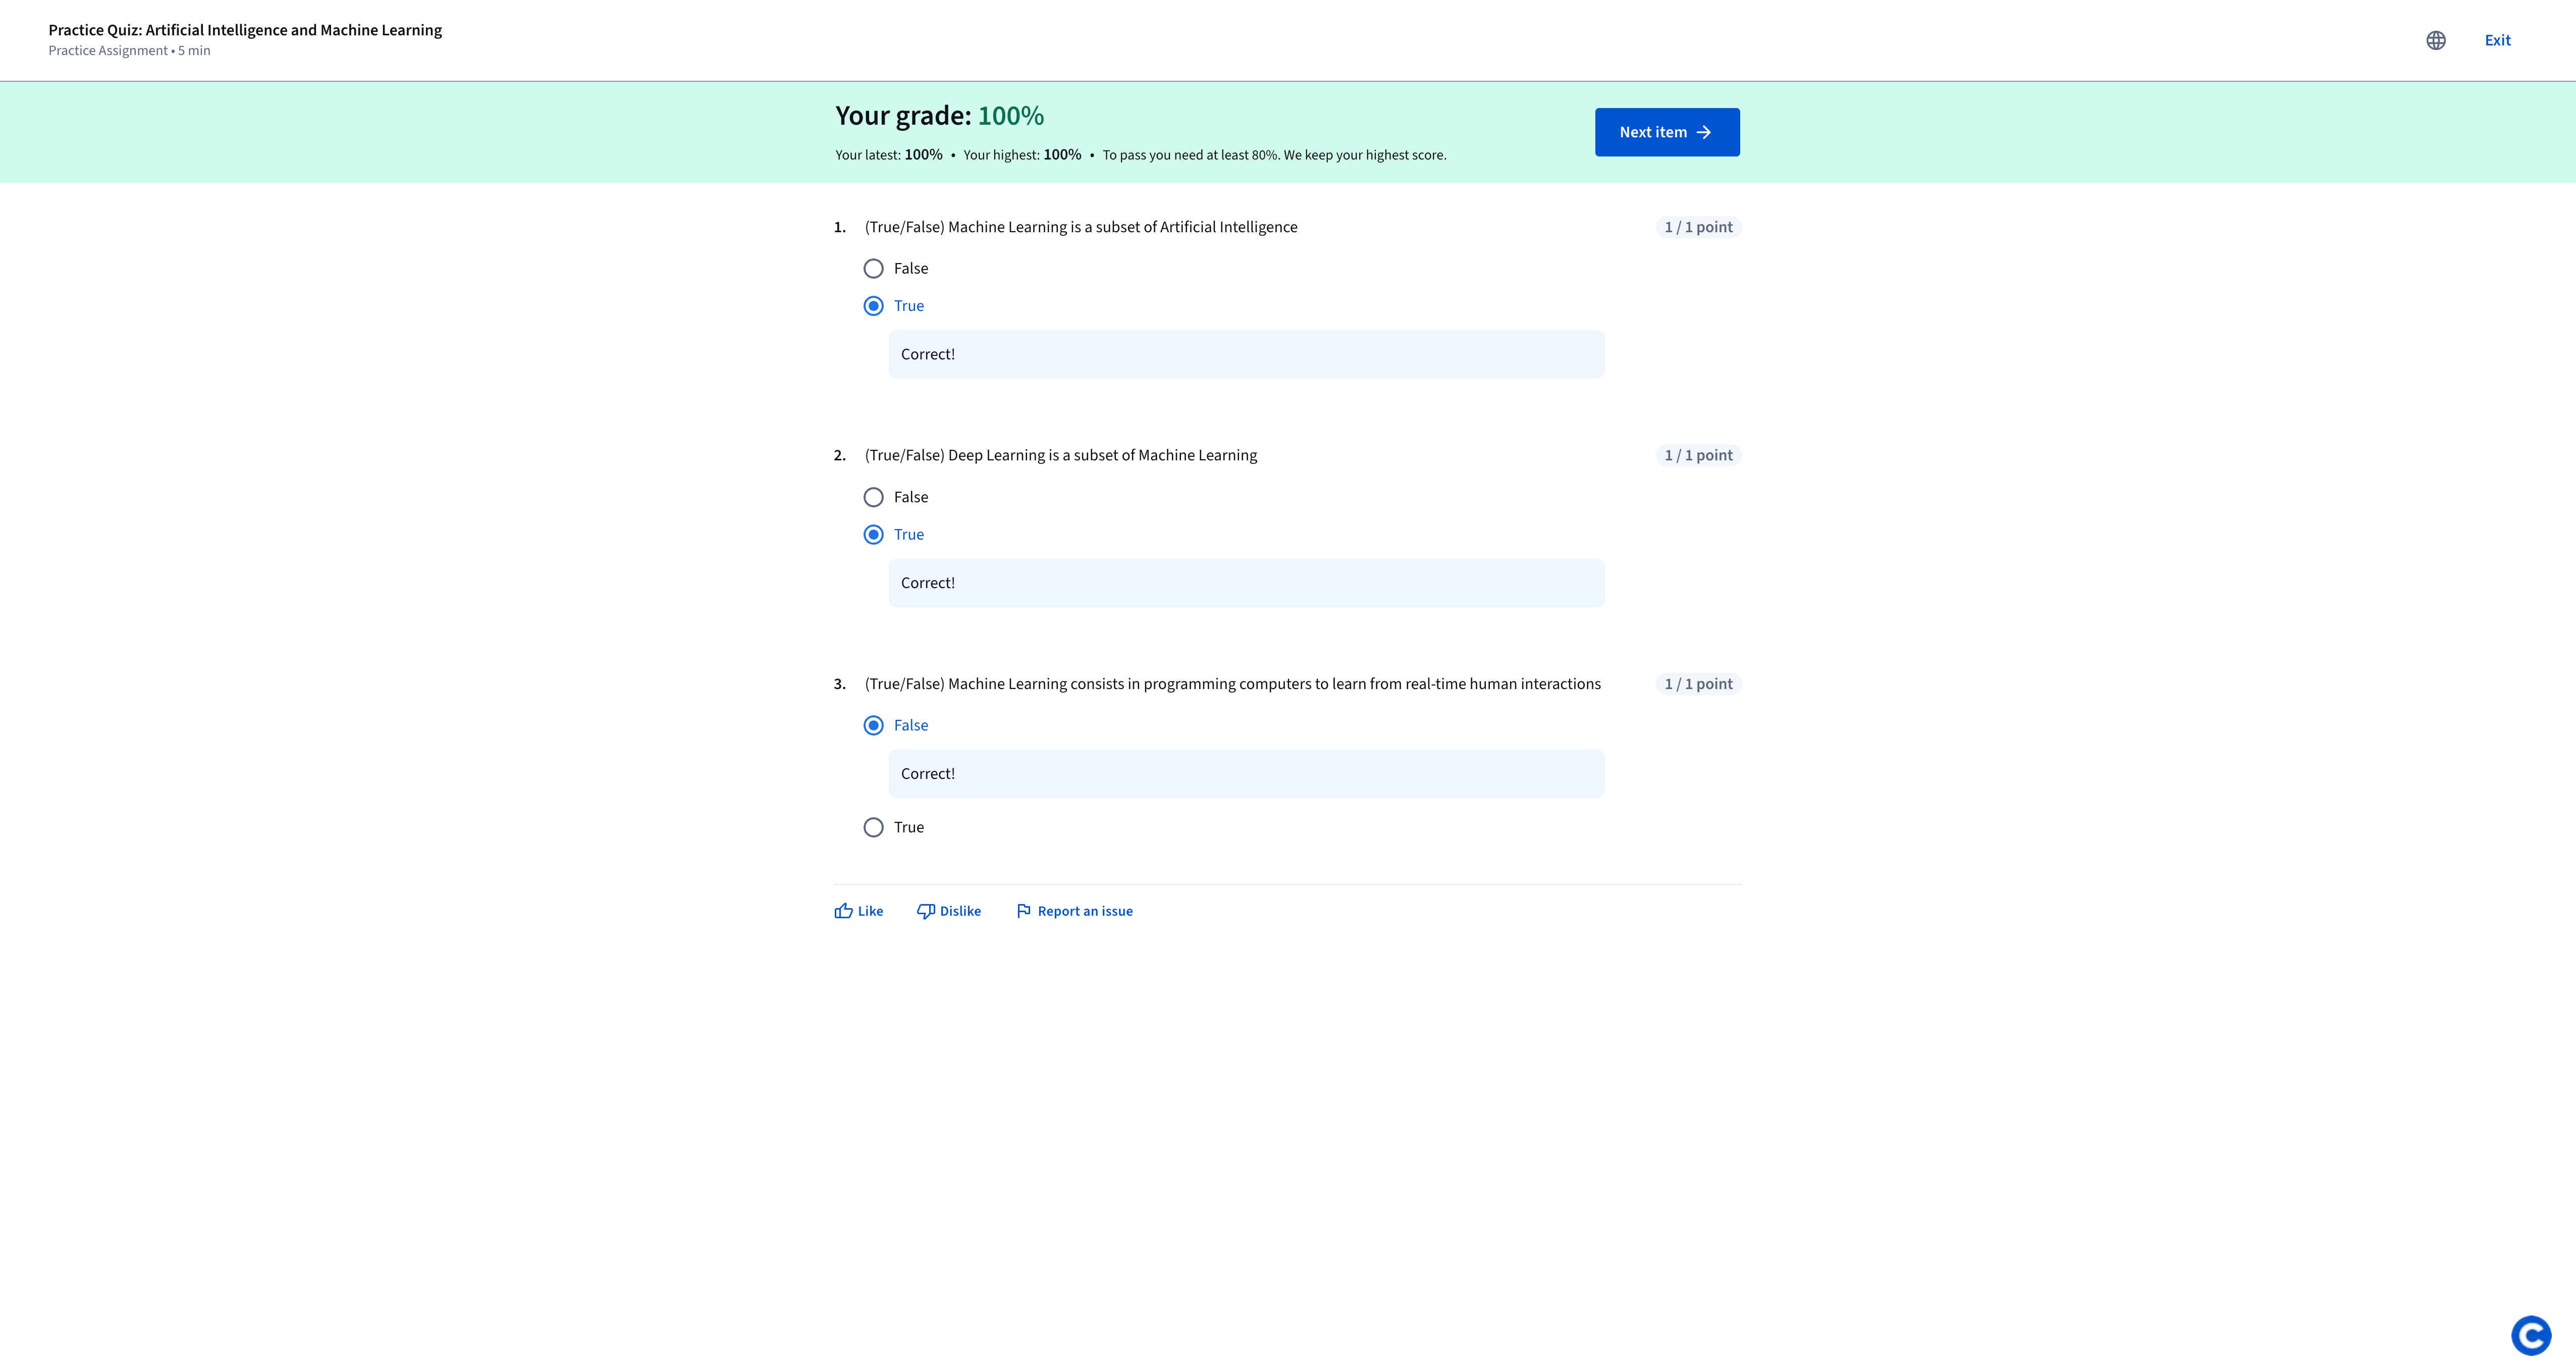 Practice Quiz: Artificial Intelligence and Machine Learning
Practice Assignment • 5 min
Exit
Your grade: 100%
Your latest: 100% • Your highest: 100% • To pass you need at least 80%. We keep your highest score.
Next item
1. (True/False) Machine Learning is a subset of Artificial Intelligence
1 / 1 point
False
True
Correct!
2. (True/False) Deep Learning is a subset of Machine Learning
1 / 1 point
False
True
Correct!
3. (True/False) Machine Learning consists in programming computers to learn from real-time human interactions
1 / 1 point
False
Correct!
True
Like
Dislike
Report an issue